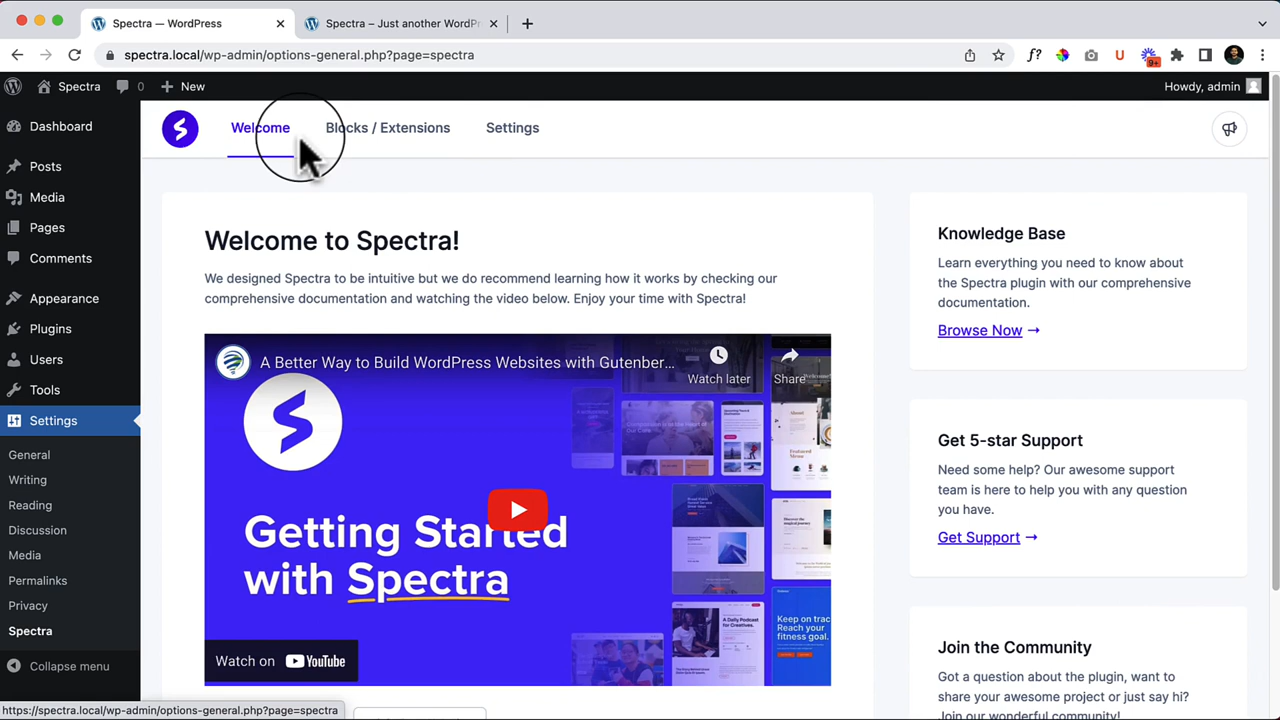 Spectra — WordPress
Spectra – Just another WordPr
spectra.local/wp-admin/options-general.php?page=spectra
f?
U
9+
Spectra
0
New
Howdy, admin
Dashboard
Posts
Media
Pages
Comments
Appearance
Plugins
Users
Tools
Settings
General
Writing
Reading
Discussion
Media
Permalinks
Privacy
Spectra
Collapse menu
Welcome
Blocks / Extensions
Settings
Welcome to Spectra!
We designed Spectra to be intuitive but we do recommend learning how it works by checking our
comprehensive documentation and watching the video below. Enjoy your time with Spectra!
A Better Way to Build WordPress Websites with Gutenber...
Watch later
Share
Getting Started
with Spectra
Watch on YouTube
Knowledge Base
Learn everything you need to know about
the Spectra plugin with our comprehensive
documentation.
Browse Now →
Get 5-star Support
Need some help? Our awesome support
team is here to help you with any question
you have.
Get Support →
Join the Community
Got a question about the plugin, want to
share your awesome project or just say hi?
Join our wonderful community!
https://spectra.local/wp-admin/options-general.php?page=spectra